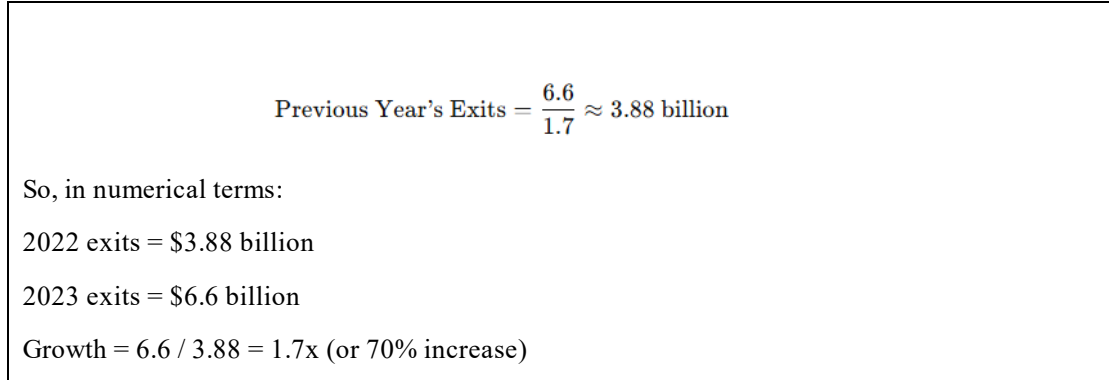 Previous Year's Exits = 6.6/1.7 ≈ 3.88 billion
So, in numerical terms:
2022 exits = $3.88 billion
2023 exits = $6.6 billion
Growth = 6.6 / 3.88 = 1.7x (or 70% increase)